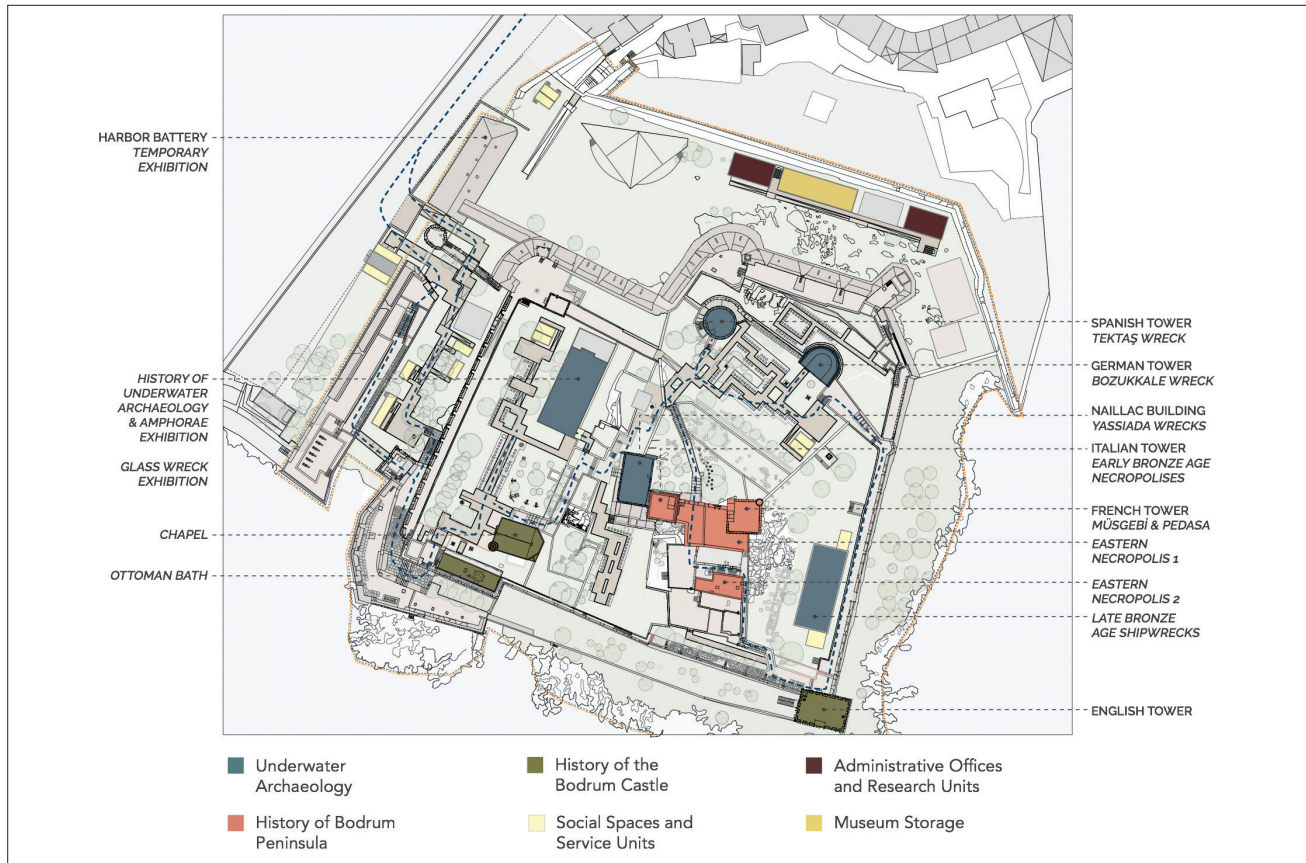 HARBOR BATTERY
TEMPORARY
EXHIBITION
HISTORY OF
UNDERWATER
ARCHAEOLOGY
& AMPHORAE
EXHIBITION
GLASS WRECK
EXHIBITION
CHAPEL
OTTOMAN BATH
SPANISH TOWER
TEKTAŞ WRECK
GERMAN TOWER
BOZUKKALE WRECK
NAILLAC BUILDING
YASSIADA WRECKS
ITALIAN TOWER
EARLY BRONZE AGE
NECROPOLISES
FRENCH TOWER
MÜSGEBİ & PEDASA
EASTERN
NECROPOLIS 1
EASTERN
NECROPOLIS 2
LATE BRONZE
AGE SHIPWRECKS
ENGLISH TOWER
Underwater
Archaeology
History of the
Bodrum Castle
Administrative Offices
and Research Units
History of Bodrum
Peninsula
Social Spaces and
Service Units
Museum Storage